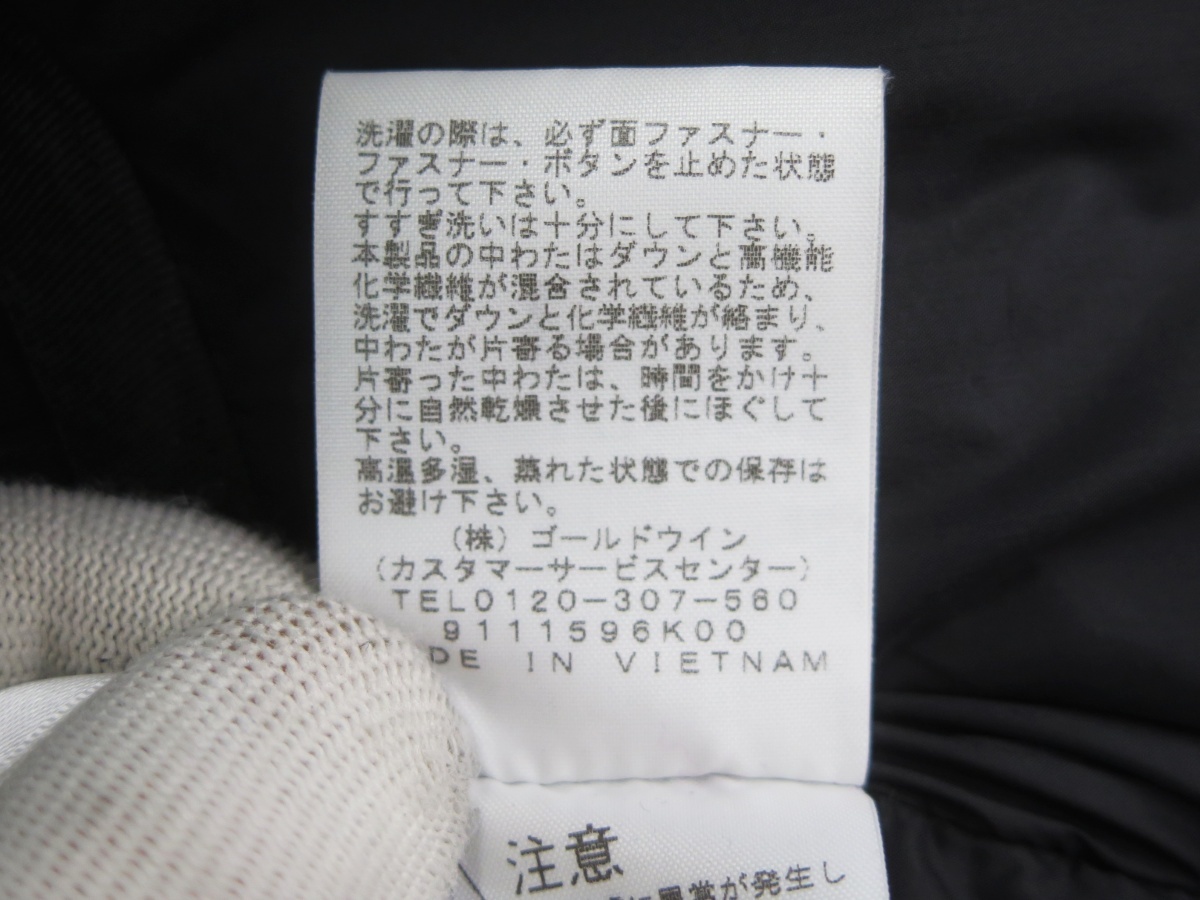 洗濯の際は、必ず面ファスナー・
ファスナー・ボタンを止めた状態
で行って下さい。
すすぎ洗いは十分にして下さい。
本製品の中わたはダウンと高機能
化学繊維が混合されているため、
洗濯でダウンと化学繊維が絡まり、
中わたが片寄る場合があります。
片寄った中わたは、時間をかけ十
分に自然乾燥させた後にほぐして
下さい。
高温多湿、蒸れた状態での保存は
お避け下さい。
(株)ゴールドウイン
(カスタマーサービスセンター)
TEL0120-307-560
9111596K00
DE IN VIETNAM
注意
に異常が発生し